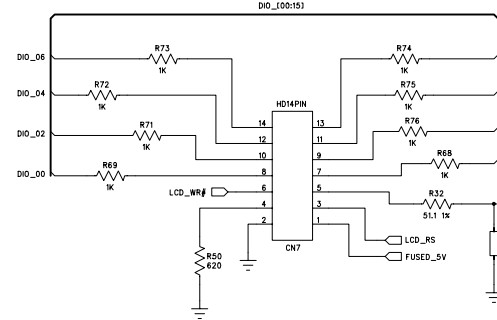 DIO_[00:15]
DIO_06
R73
1K
R74
1K
DIO_04
R72
1K
R75
1K
HD14PIN
DIO_02
R71
1K
R76
1K
DIO_00
R69
1K
R68
1K
14
13
12
11
10
9
8
7
6
5
4
3
2
1
LCD_WR#
R32
51.1 1%
LCD_RS
CN7
FUSED_5V
R50
620